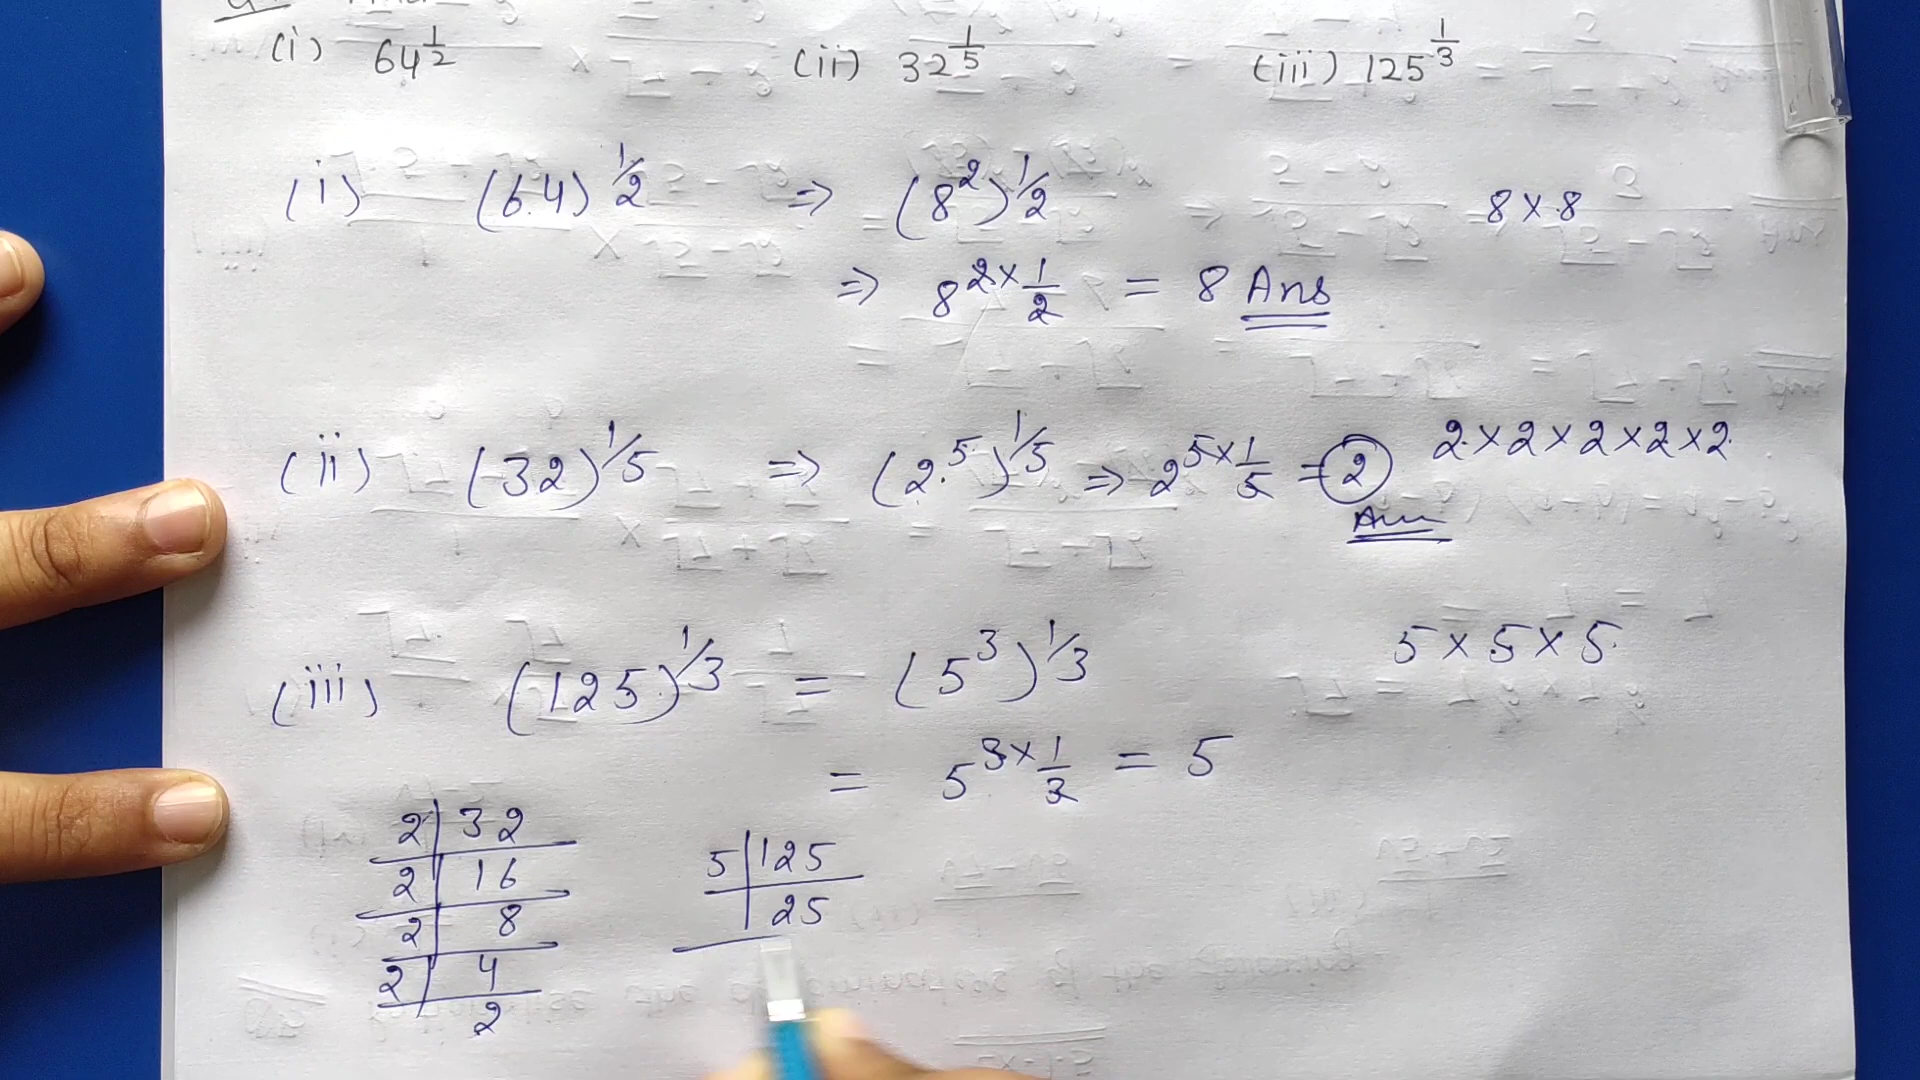 (i) 64^1/2 (ii) 32^1/5 (iii) 125^1/3
(i) (64)^1/2 ⇒ (8^2)^1/2 8 × 8
⇒ 8^2×1/2 = 8 Ans
(ii) (32)^1/5 ⇒ (2^5)^1/5 ⇒ 2^5×1/5 = 2 2×2×2×2×2
Ans
(iii) (125)^1/3 = (5^3)^1/3 5×5×5
= 5^3×1/3 = 5
2|32
2|16
2|8
2|4
2
5|125
|25